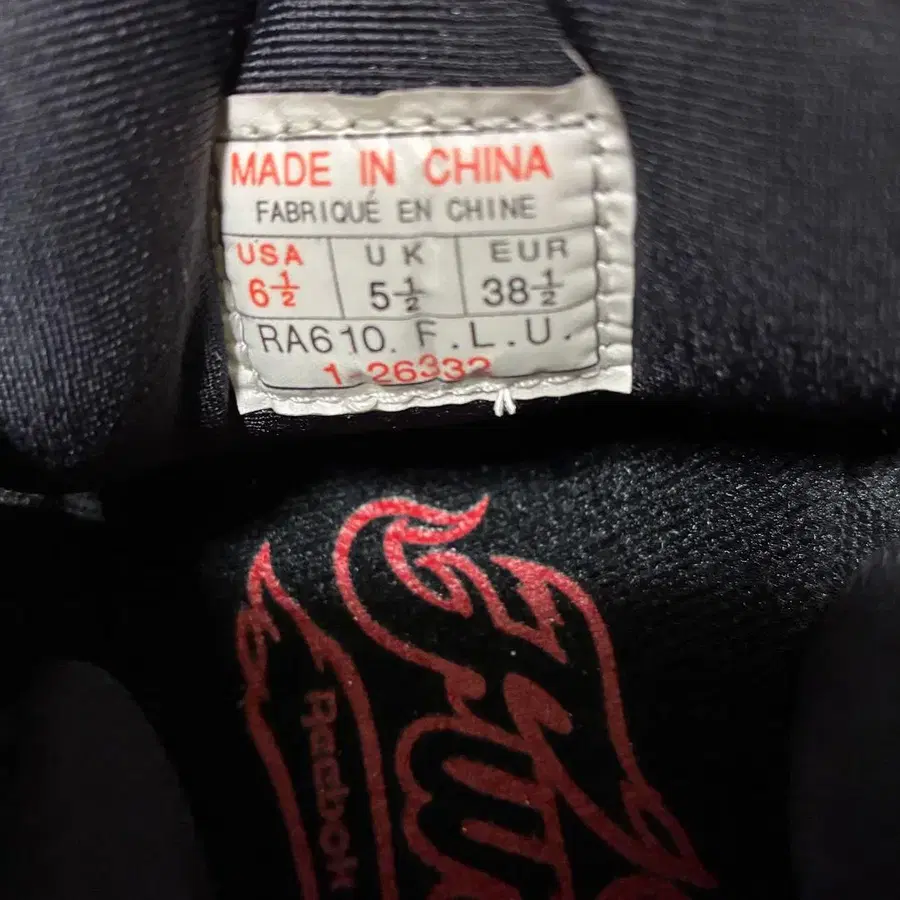 MADE IN CHINA
FABRIQUÉ EN CHINE
USA UK EUR
6½ 5½ 38½
RA610. F.L.U.
1-26332
Reebok